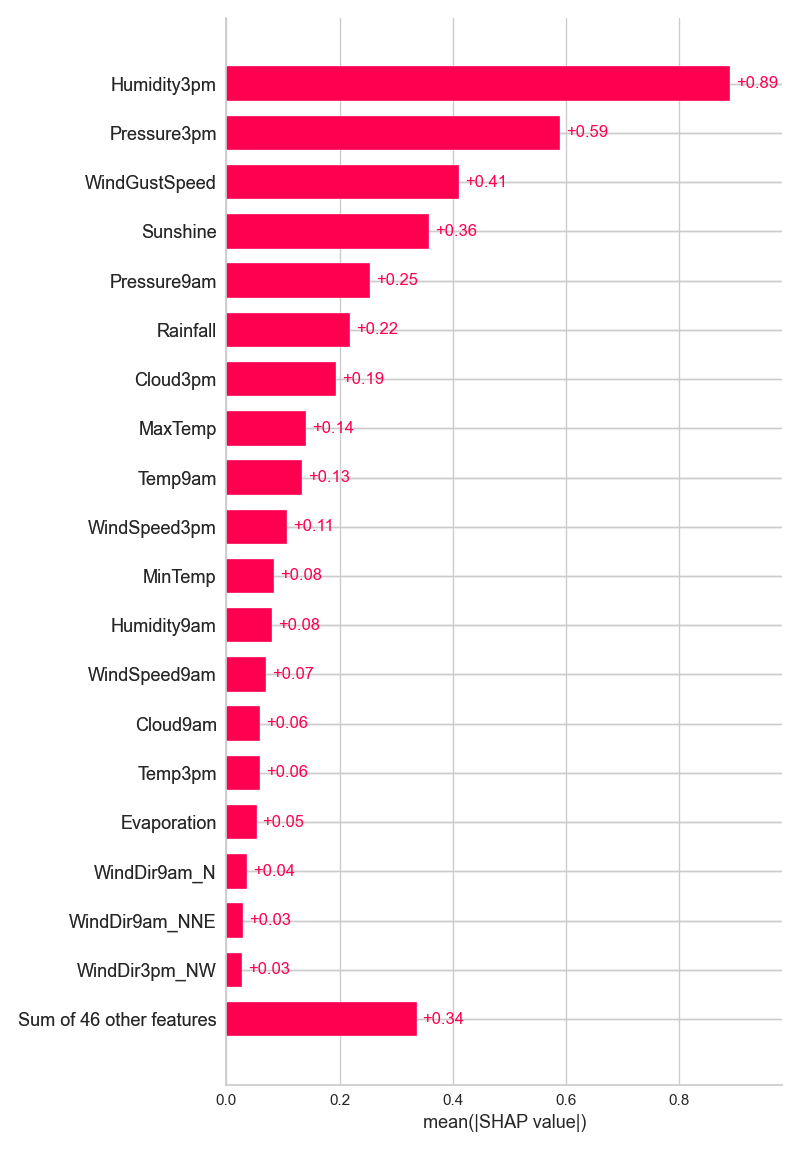 Humidity3pm +0.89
Pressure3pm +0.59
WindGustSpeed +0.41
Sunshine +0.36
Pressure9am +0.25
Rainfall +0.22
Cloud3pm +0.19
MaxTemp +0.14
Temp9am +0.13
WindSpeed3pm +0.11
MinTemp +0.08
Humidity9am +0.08
WindSpeed9am +0.07
Cloud9am +0.06
Temp3pm +0.06
Evaporation +0.05
WindDir9am_N +0.04
WindDir9am_NNE +0.03
WindDir3pm_NW +0.03
Sum of 46 other features +0.34
0.0 0.2 0.4 0.6 0.8
mean(|SHAP value|)